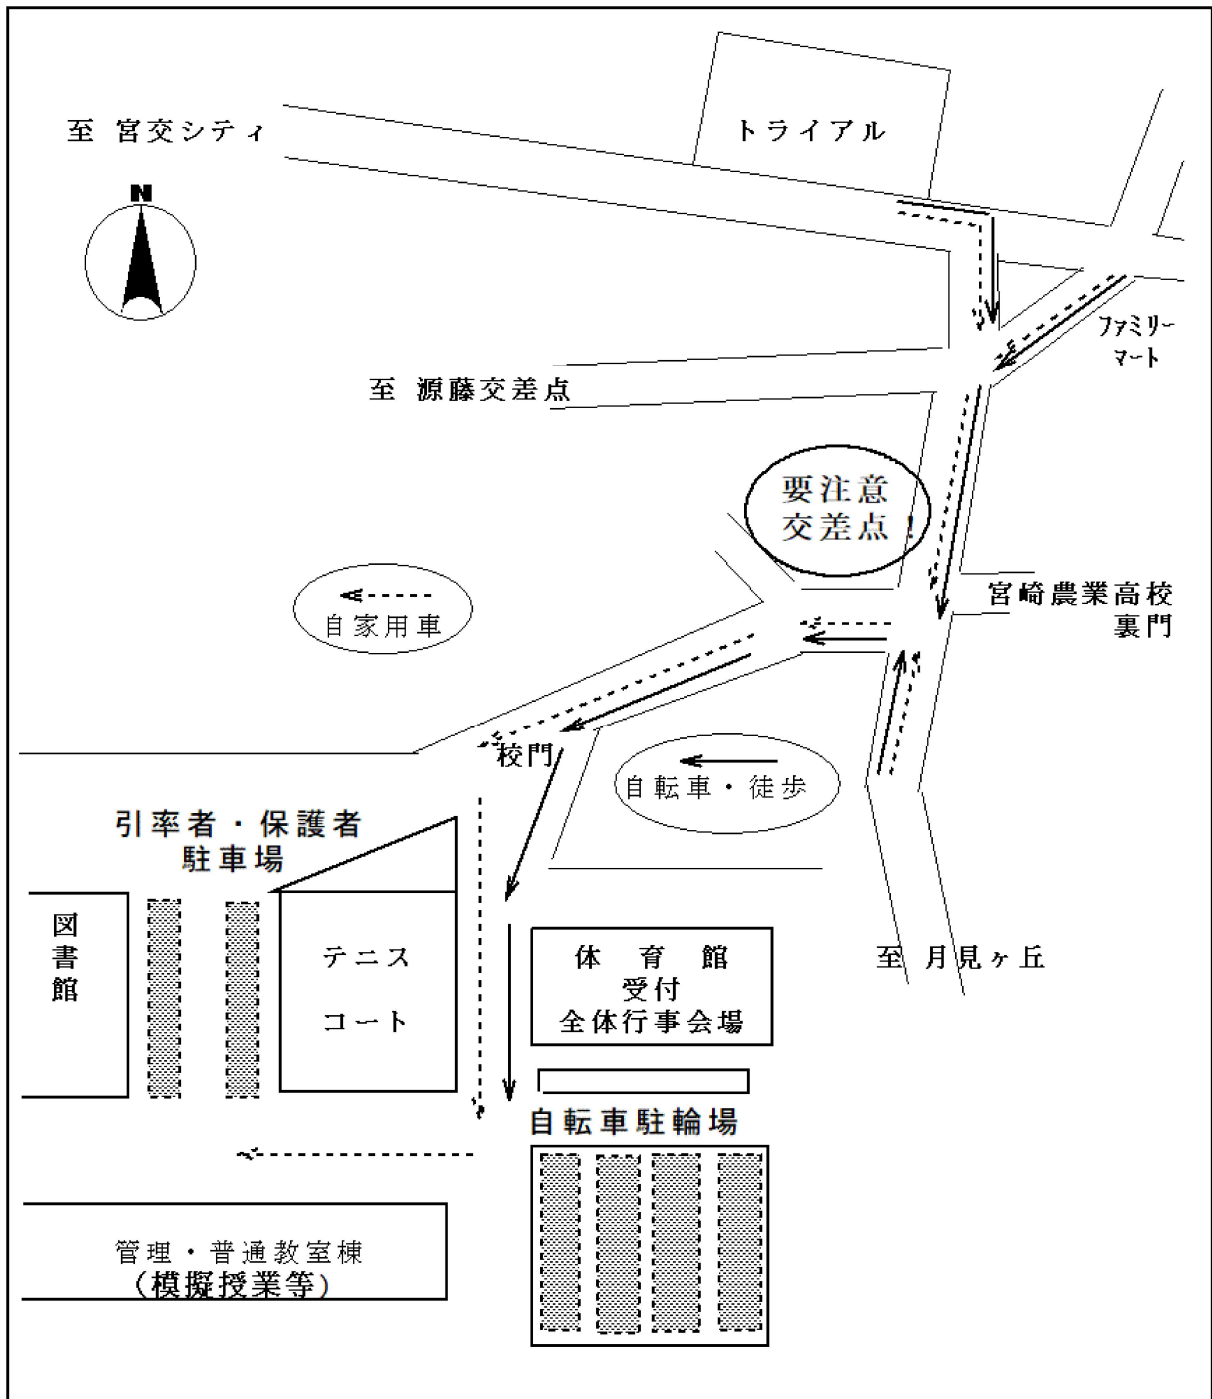 至 宮交シティ
トライアル
N
ファミリー
マート
至 源藤交差点
要注意
交差点!
宮崎農業高校
裏門
自家用車
校門
自転車・徒歩
引率者・保護者
駐車場
図書館
テニス
コート
体 育 館
受付
全体行事会場
至 月見ヶ丘
自転車駐輪場
管理・普通教室棟
(模擬授業等)